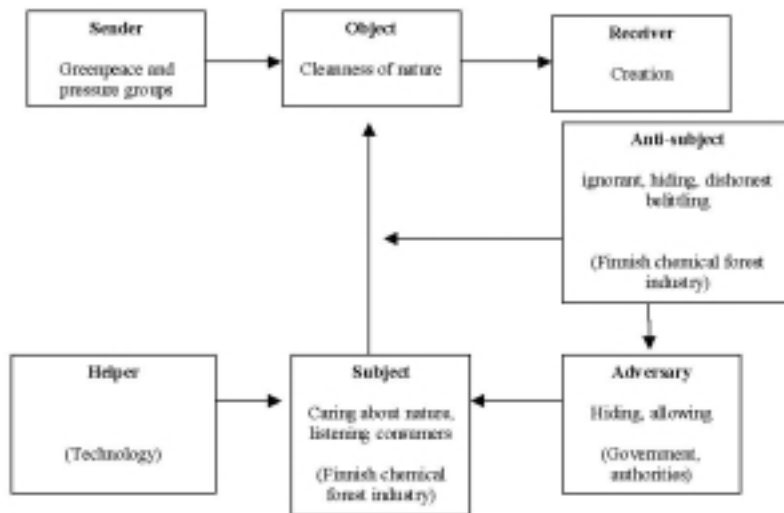 Sender
Greenpeace and
pressure groups
Object
Cleanness of nature
Receiver
Creation
Anti-subject
ignorant, hiding, dishonest
belittling
(Finnish chemical forest
industry)
Helper
(Technology)
Subject
Caring about nature,
listening consumers
(Finnish chemical
forest industry)
Adversary
Hiding, allowing
(Government,
authorities)